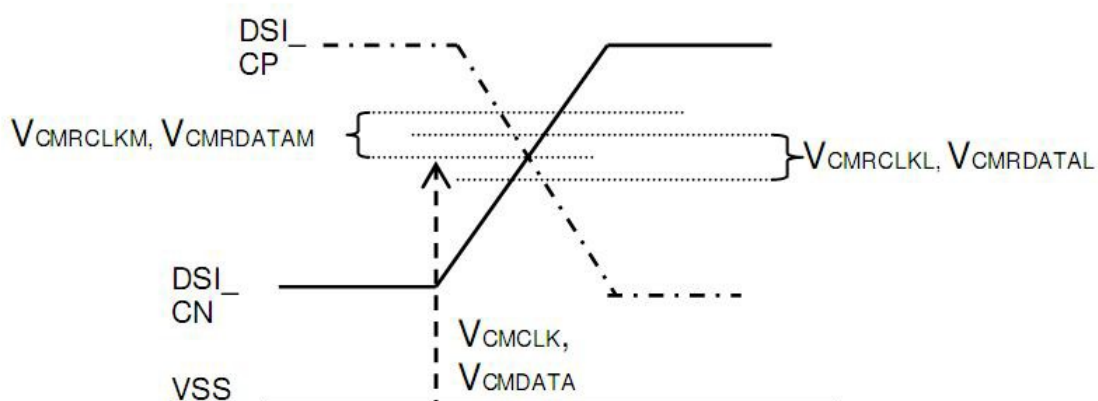 DSI_
CP
VCMRCLKM, VCMRDATAM
VCMRCLKL, VCMRDATAL
DSI_
CN
VCMCLK,
VCMDATA
VSS